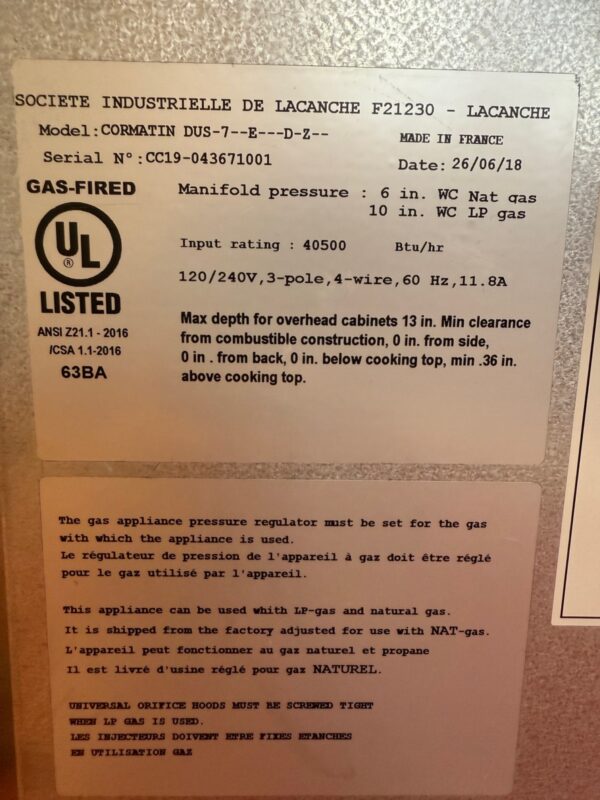 SOCIETE INDUSTRIELLE DE LACANCHE F21230 - LACANCHE
Model:CORMATIN DUS-7--E---D-Z--
MADE IN FRANCE
Serial N°:CC19-043671001
Date: 26/06/18
GAS-FIRED
UL
®
LISTED
ANSI Z21.1 - 2016
/CSA 1.1-2016
63BA
Manifold pressure : 6 in. WC Nat gas
10 in. WC LP gas
Input rating : 40500 Btu/hr
120/240V,3-pole,4-wire,60 Hz,11.8A
Max depth for overhead cabinets 13 in. Min clearance
from combustible construction, 0 in. from side,
0 in . from back, 0 in. below cooking top, min .36 in.
above cooking top.
The gas appliance pressure regulator must be set for the gas
with which the appliance is used.
Le régulateur de pression de l'appareil à gaz doit être réglé
pour le gaz utilisé par l'appareil.
This appliance can be used whith LP-gas and natural gas.
It is shipped from the factory adjusted for use with NAT-gas.
L'appareil peut fonctionner au gaz naturel et propane
Il est livré d'usine réglé pour gaz NATUREL.
UNIVERSAL ORIFICE HOODS MUST BE SCREWED TIGHT
WHEN LP GAS IS USED.
LES INJECTEURS DOIVENT ETRE FIXES ETANCHES
EN UTILISATION GAZ